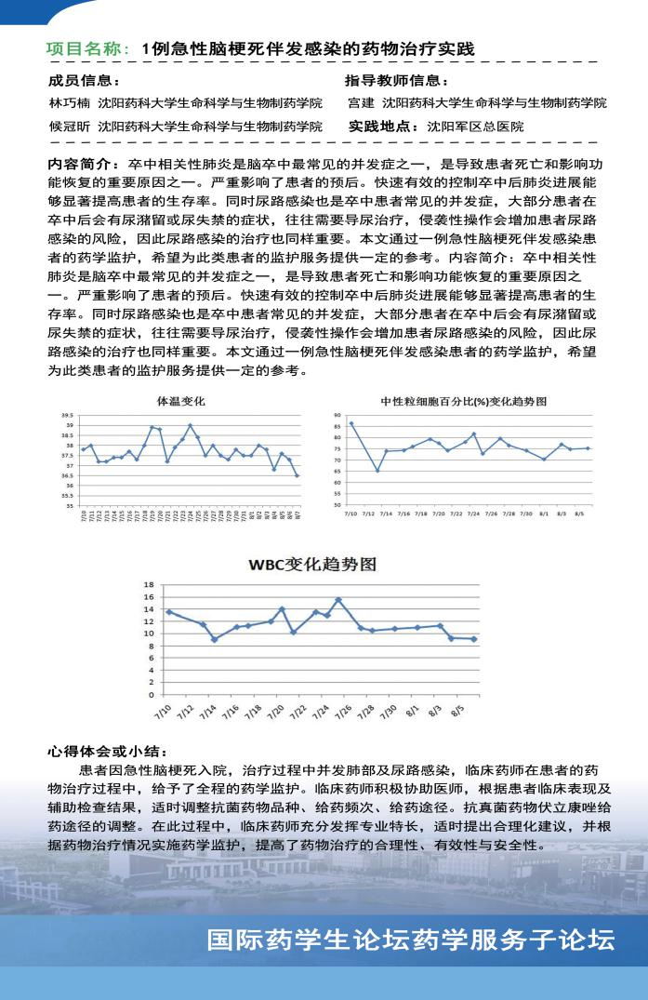 项目名称：1例急性脑梗死伴发感染的药物治疗实践
成员信息：
指导教师信息：
林巧楠 沈阳药科大学生命科学与生物制药学院
宫建 沈阳药科大学生命科学与生物制药学院
候冠昕 沈阳药科大学生命科学与生物制药学院
实践地点：沈阳军区总医院
内容简介：卒中相关性肺炎是脑卒中最常见的并发症之一，是导致患者死亡和影响功
能恢复的重要原因之一。严重影响了患者的预后。快速有效的控制卒中后肺炎进展能
够显著提高患者的生存率。同时尿路感染也是卒中患者常见的并发症，大部分患者在
卒中后会有尿潴留或尿失禁的症状，往往需要导尿治疗，侵袭性操作会增加患者尿路
感染的风险，因此尿路感染的治疗也同样重要。本文通过一例急性脑梗死伴发感染患
者的药学监护，希望为此类患者的监护服务提供一定的参考。内容简介：卒中相关性
肺炎是脑卒中最常见的并发症之一，是导致患者死亡和影响功能恢复的重要原因之
一。严重影响了患者的预后。快速有效的控制卒中后肺炎进展能够显著提高患者的生
存率。同时尿路感染也是卒中患者常见的并发症，大部分患者在卒中后会有尿潴留或
尿失禁的症状，往往需要导尿治疗，侵袭性操作会增加患者尿路感染的风险，因此尿
路感染的治疗也同样重要。本文通过一例急性脑梗死伴发感染患者的药学监护，希望
为此类患者的监护服务提供一定的参考。
体温变化
39.5
39
38.5
38
37.5
37
36.5
36
35.5
35
7/10 7/11 7/12 7/13 7/14 7/15 7/16 7/17 7/18 7/19 7/20 7/21 7/22 7/23 7/24 7/25 7/26 7/27 7/28 7/29 7/30 7/31 8/1 8/2 8/3 8/4 8/5 8/6 8/7
中性粒细胞百分比(%)变化趋势图
90
85
80
75
70
65
60
55
50
7/10 7/12 7/14 7/16 7/18 7/20 7/22 7/24 7/26 7/28 7/30 8/1 8/3 8/5
WBC变化趋势图
18
16
14
12
10
8
6
4
2
0
7/10 7/12 7/14 7/16 7/18 7/20 7/22 7/24 7/26 7/28 7/30 8/1 8/3 8/5
心得体会或小结：
患者因急性脑梗死入院，治疗过程中并发肺部及尿路感染，临床药师在患者的药
物治疗过程中，给予了全程的药学监护。临床药师积极协助医师，根据患者临床表现及
辅助检查结果，适时调整抗菌药物品种、给药频次、给药途径。抗真菌药物伏立康唑给
药途径的调整。在此过程中，临床药师充分发挥专业特长，适时提出合理化建议，并根
据药物治疗情况实施药学监护，提高了药物治疗的合理性、有效性与安全性。
国际药学生论坛药学服务子论坛